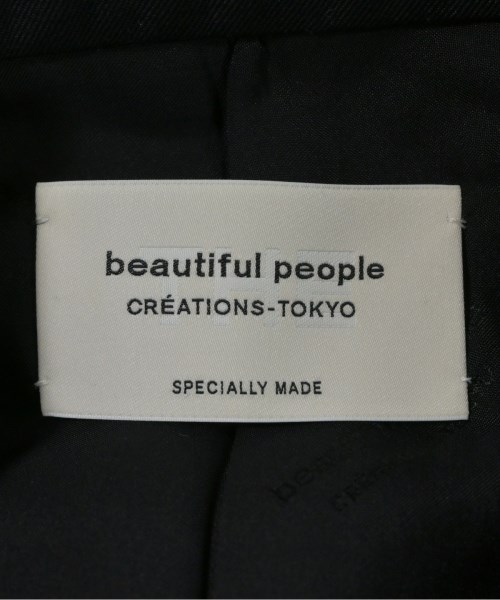 beautiful people
CRÉATIONS-TOKYO
SPECIALLY MADE